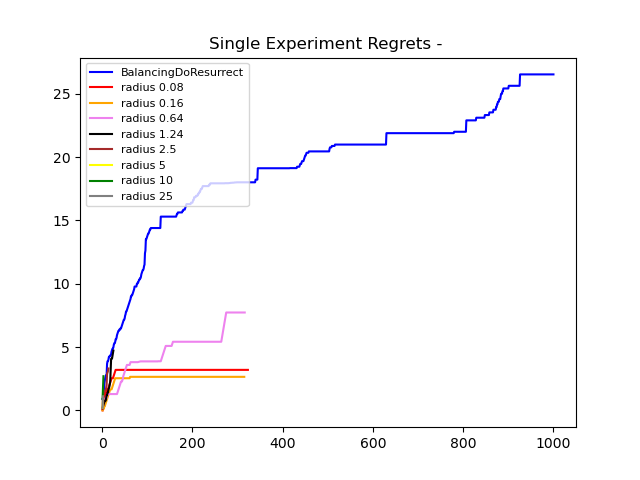 Single Experiment Regrets -
BalancingDoResurrect
radius 0.08
radius 0.16
radius 0.64
radius 1.24
radius 2.5
radius 5
radius 10
radius 25
25
20
15
10
5
0
0 200 400 600 800 1000